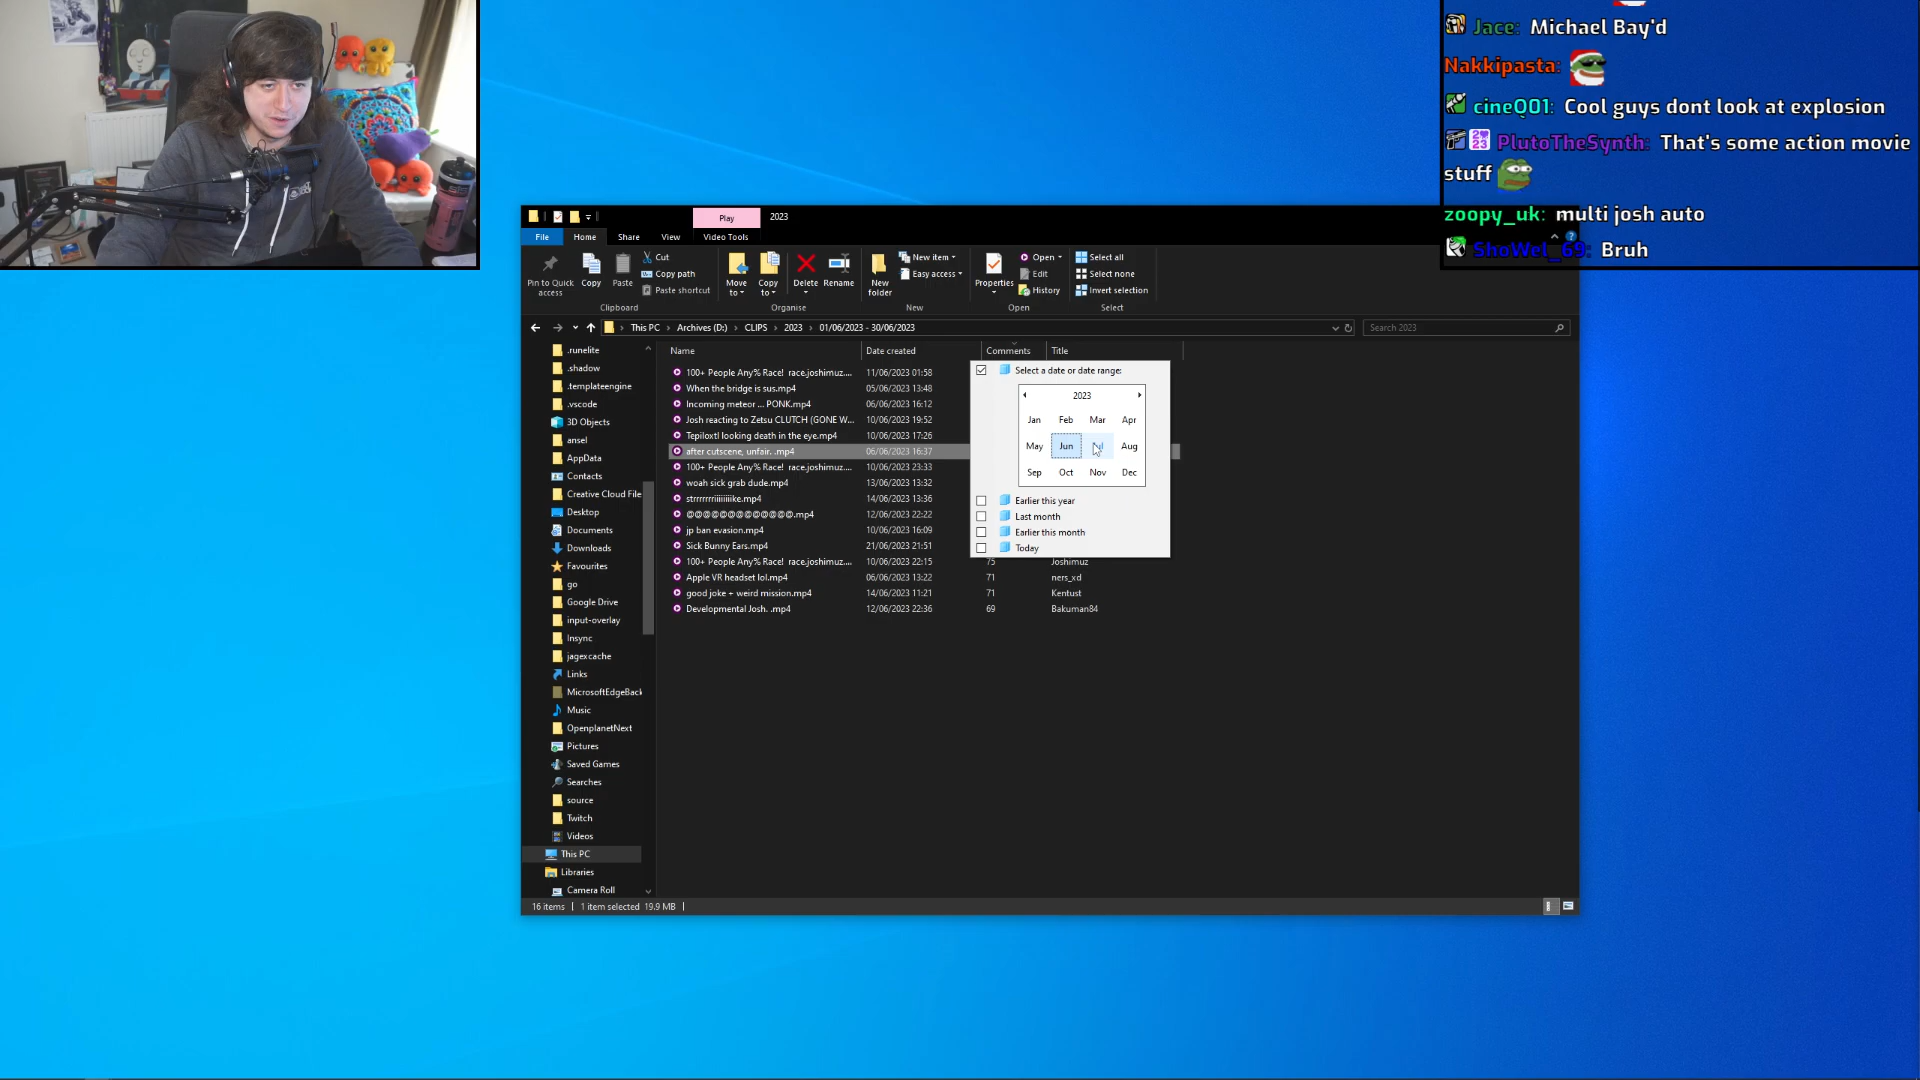 Jace: Michael Bay'd
Nakkipasta:
cineQ01: Cool guys dont look at explosion
PlutoTheSynth: That's some action movie
stuff
zoopy_uk: multi josh auto
ShoWel_69: Bruh
Play 2023
File Home Share View Video Tools
Pin to Quick access
Copy
Paste
Cut
Copy path
Paste shortcut
Move to
Copy to
Delete
Rename
New folder
New item
Easy access
Properties
Open
Edit
History
Select all
Select none
Invert selection
Clipboard Organise New Open Select
This PC Archives (D:) CLIPS 2023 01/06/2023 - 30/06/2023 Search 2023
Name Date created Comments Title
100+ People Any% Race! race.joshimuz.... 11/06/2023 01:58
When the bridge is sus.mp4 05/06/2023 13:48
Incoming meteor ... PONK.mp4 06/06/2023 16:12
Josh reacting to Zetsu CLUTCH (GONE W... 10/06/2023 19:52
Tepiloxtl looking death in the eye.mp4 10/06/2023 17:26
after cutscene, unfair. .mp4 06/06/2023 16:37
100+ People Any% Race! race.joshimuz.... 10/06/2023 23:33
woah sick grab dude.mp4 13/06/2023 13:32
14/06/2023 13:36
12/06/2023 22:22
jp ban evasion.mp4 10/06/2023 16:09
Sick Bunny Ears.mp4 21/06/2023 21:51
100+ People Any% Race! race.joshimuz.... 10/06/2023 22:15 75 Joshimuz
Apple VR headset lol.mp4 06/06/2023 13:22 71 ners_xd
good joke + weird mission.mp4 14/06/2023 11:21 71 Kentust
Developmental Josh. .mp4 12/06/2023 22:36 69 Bakuman84
Select a date or date range:
2023
Jan Feb Mar Apr
May Jun Jul Aug
Sep Oct Nov Dec
Earlier this year
Last month
Earlier this month
Today
.runelite
.shadow
.templateengine
.vscode
3D Objects
ansel
AppData
Contacts
Creative Cloud File
Desktop
Documents
Downloads
Favourites
go
Google Drive
input-overlay
Insync
jagexcache
Links
MicrosoftEdgeBack
Music
OpenplanetNext
Pictures
Saved Games
Searches
source
Twitch
Videos
This PC
Libraries
Camera Roll
16 items 1 item selected 19.9 MB